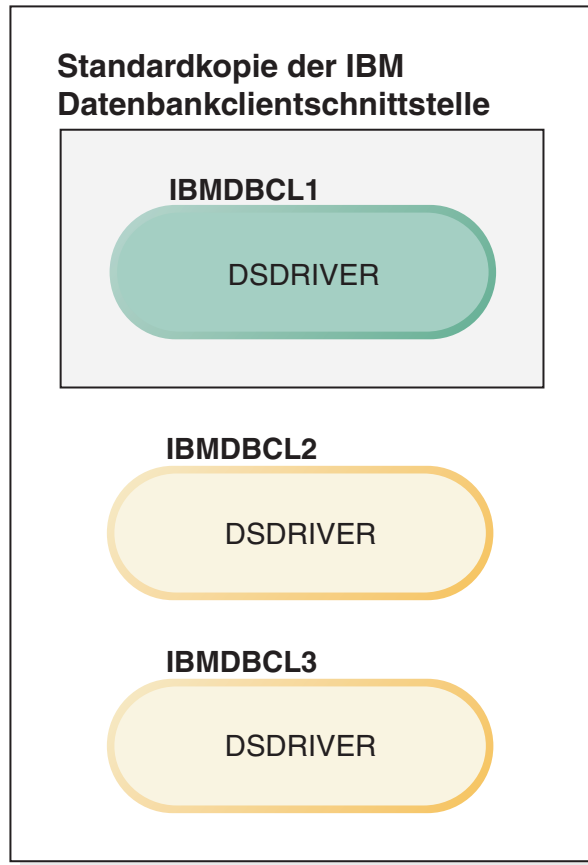 Standardkopie der IBM
Datenbankclientschnittstelle
IBMDBCL1
DSDRIVER
IBMDBCL2
DSDRIVER
IBMDBCL3
DSDRIVER